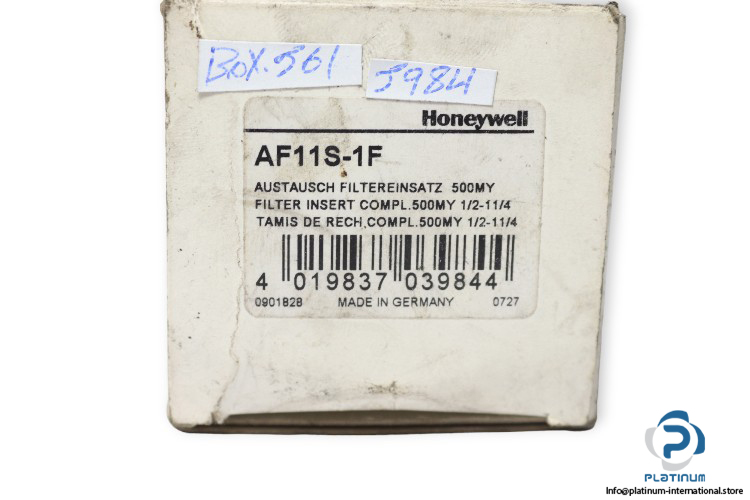 BOX.561
5984
Honeywell
AF11S-1F
AUSTAUSCH FILTEREINSATZ 500MY
FILTER INSERT COMPL.500MY 1/2-11/4
TAMIS DE RECH.COMPL.500MY 1/2-11/4
4 019837 039844
0901828 MADE IN GERMANY 0727
PLATINUM
Info@platinum-international.store